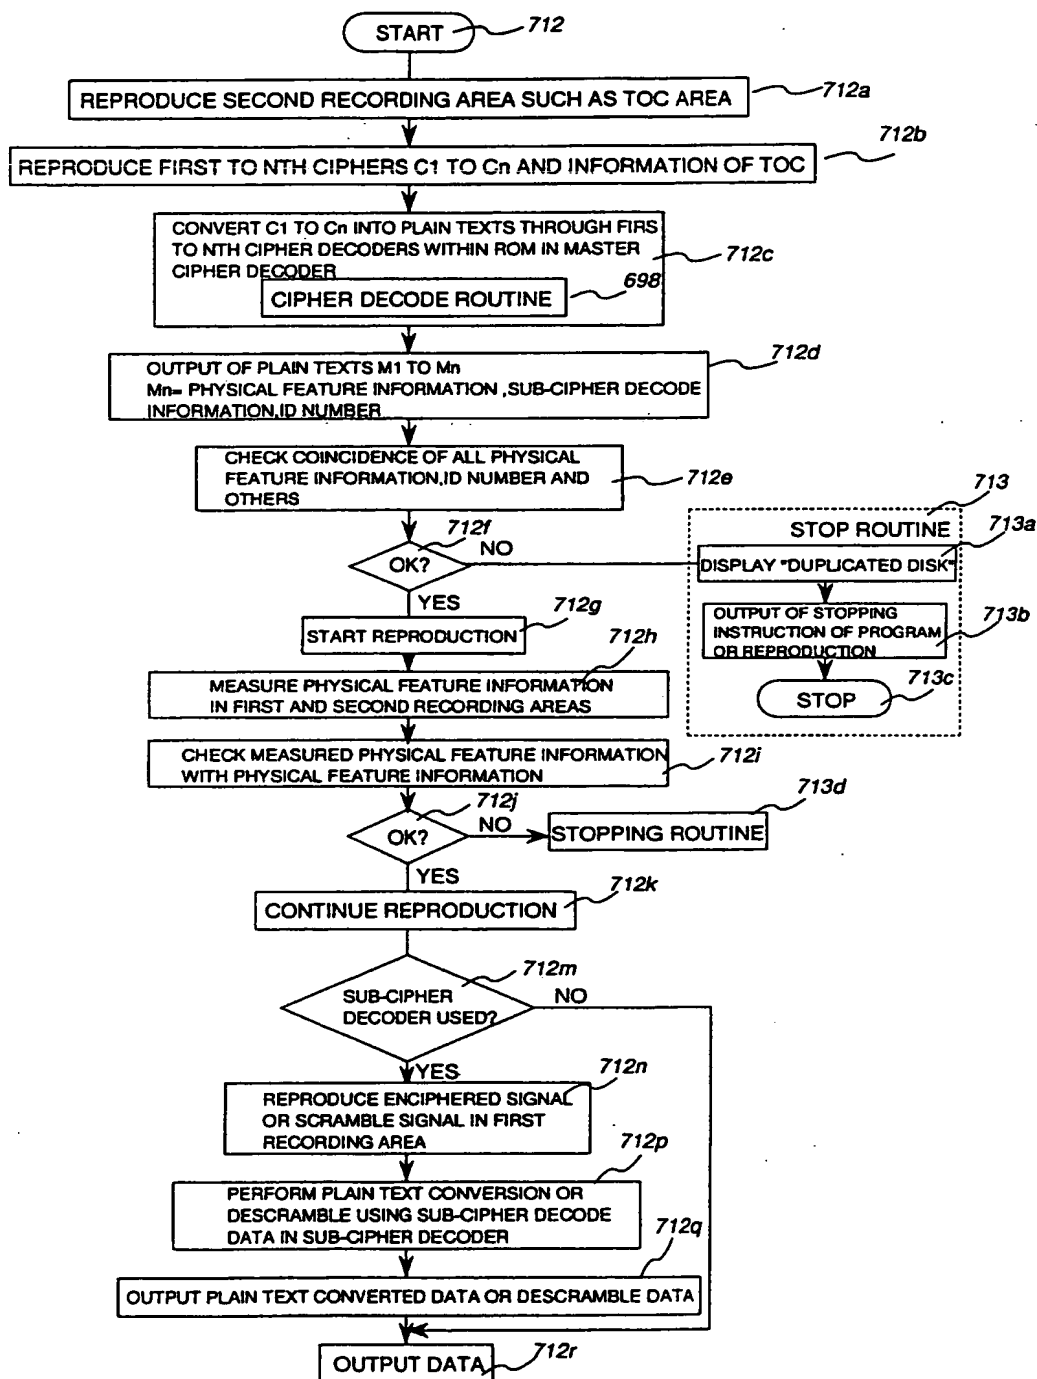 START
712
REPRODUCE SECOND RECORDING AREA SUCH AS TOC AREA
712a
712b
REPRODUCE FIRST TO NTH CIPHERS C1 TO Cn AND INFORMATION OF TOC
CONVERT C1 TO Cn INTO PLAIN TEXTS THROUGH FIRS
TO NTH CIPHER DECODERS WITHIN ROM IN MASTER
CIPHER DECODER
712c
CIPHER DECODE ROUTINE
698
712d
OUTPUT OF PLAIN TEXTS M1 TO Mn
Mn= PHYSICAL FEATURE INFORMATION ,SUB-CIPHER DECODE
INFORMATION,ID NUMBER
CHECK COINCIDENCE OF ALL PHYSICAL
FEATURE INFORMATION,ID NUMBER AND
OTHERS
712e
713
STOP ROUTINE
713a
DISPLAY "DUPLICATED DISK"
712f
OK?
NO
YES
OUTPUT OF STOPPING
INSTRUCTION OF PROGRAM
OR REPRODUCTION
713b
STOP
713c
712g
START REPRODUCTION
712h
MEASURE PHYSICAL FEATURE INFORMATION
IN FIRST AND SECOND RECORDING AREAS
CHECK MEASURED PHYSICAL FEATURE INFORMATION
WITH PHYSICAL FEATURE INFORMATION
712i
712j
OK?
NO
713d
STOPPING ROUTINE
YES
712k
CONTINUE REPRODUCTION
712m
SUB-CIPHER
DECODER USED?
NO
YES
712n
REPRODUCE ENCIPHERED SIGNAL
OR SCRAMBLE SIGNAL IN FIRST
RECORDING AREA
712p
PERFORM PLAIN TEXT CONVERSION OR
DESCRAMBLE USING SUB-CIPHER DECODE
DATA IN SUB-CIPHER DECODER
712q
OUTPUT PLAIN TEXT CONVERTED DATA OR DESCRAMBLE DATA
OUTPUT DATA
712r